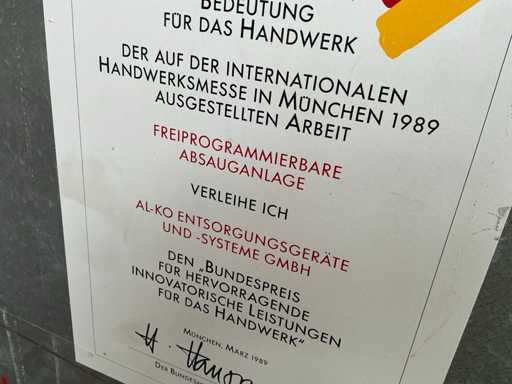 BEDEUTUNG
FÜR DAS HANDWERK
DER AUF DER INTERNATIONALEN
HANDWERKSMESSE IN MÜNCHEN 1989
AUSGESTELLTEN ARBEIT
FREIPROGRAMMIERBARE
ABSAUGANLAGE
VERLEIHE ICH
AL-KO ENTSORGUNGSGERÄTE
UND -SYSTEME GMBH
DEN „BUNDESPREIS
FÜR HERVORRAGENDE
INNOVATORISCHE LEISTUNGEN
FÜR DAS HANDWERK"
MÜNCHEN, MÄRZ 1989
DER